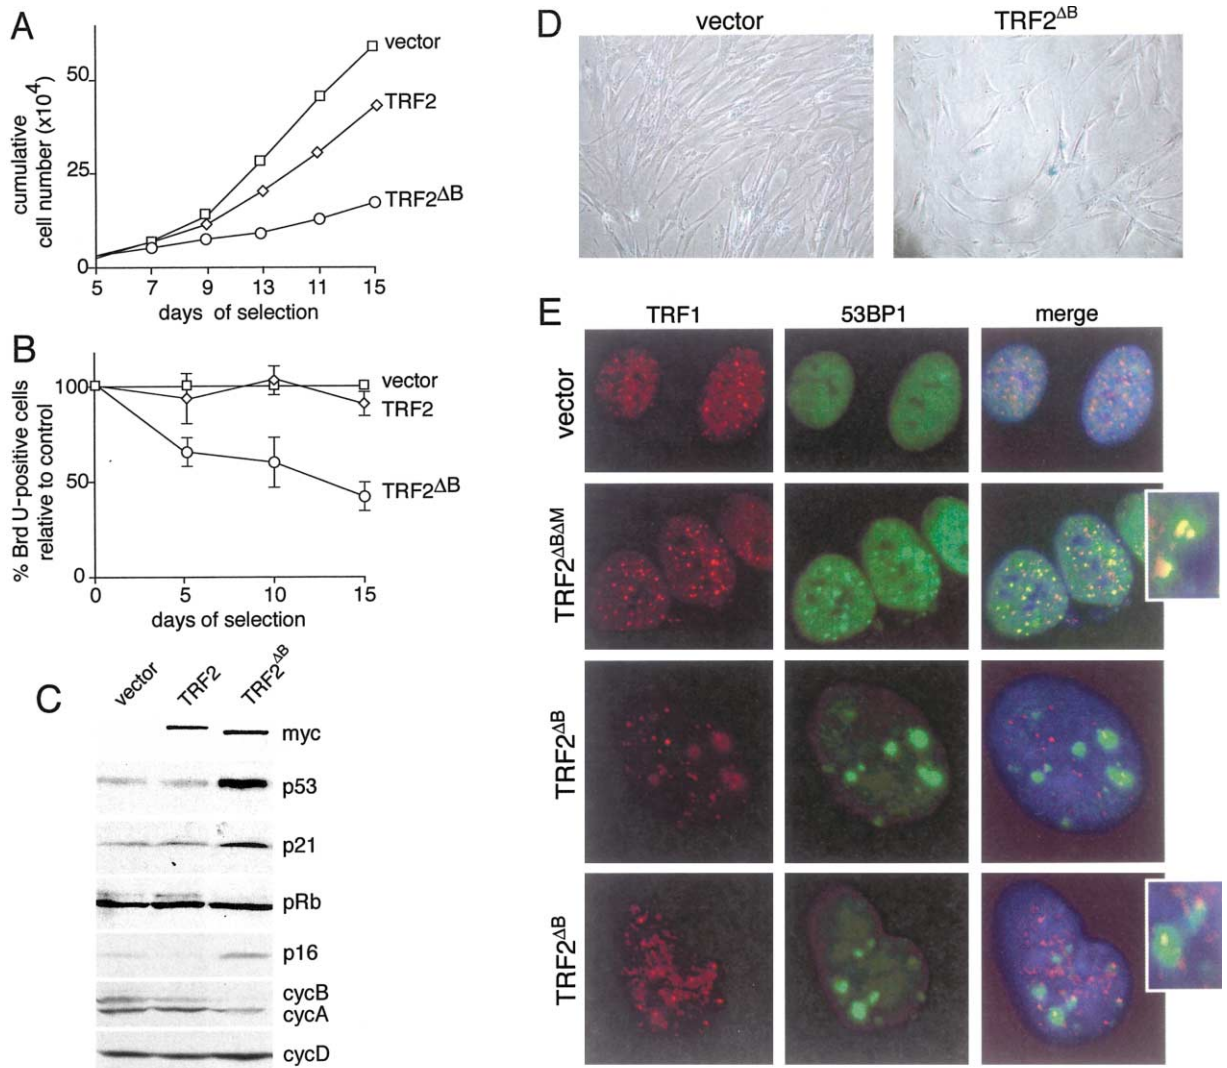 A
cumulative
cell number (x10⁴)
50
25
0
5 7 9 13 11 15
days of selection
vector
TRF2
TRF2ΔB
B
% Brd U-positive cells
relative to control
100
50
0
0 5 10 15
days of selection
vector
TRF2
TRF2ΔB
C
vector TRF2 TRF2ΔB
myc
p53
p21
pRb
p16
cycB
cycA
cycD
D
vector TRF2ΔB
E
TRF1 53BP1 merge
vector
TRF2ΔBΔM
TRF2ΔB
TRF2ΔB